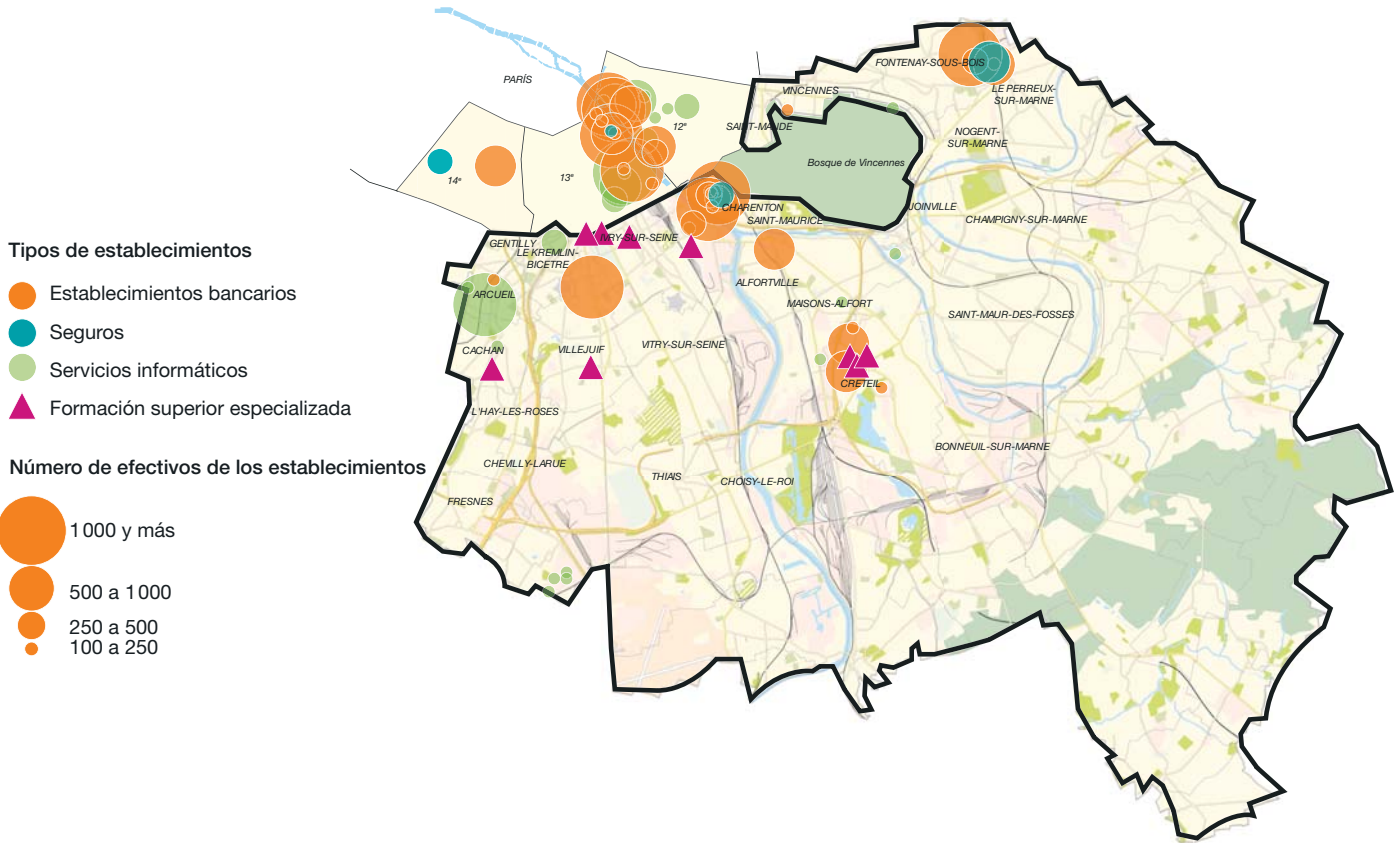 Tipos de establecimientos
Establecimientos bancarios
Seguros
Servicios informáticos
Formación superior especializada
Número de efectivos de los establecimientos
1 000 y más
500 a 1 000
250 a 500
100 a 250
PARÍS
12e
13e
14e
VINCENNES
SAINT-MANDE
Bosque de Vincennes
FONTENAY-SOUS-BOIS
LE PERREUX-
SUR-MARNE
NOGENT-
SUR-MARNE
JOINVILLE
CHAMPIGNY-SUR-MARNE
CHARENTON
SAINT-MAURICE
GENTILLY
LE KREMLIN-
BICETRE
IVRY-SUR-SEINE
ARCUEIL
ALFORTVILLE
MAISONS-ALFORT
SAINT-MAUR-DES-FOSSES
CACHAN
VILLEJUIF
VITRY-SUR-SEINE
CRETEIL
L'HAY-LES-ROSES
CHEVILLY-LARUE
THIAIS
CHOISY-LE-ROI
BONNEUIL-SUR-MARNE
FRESNES